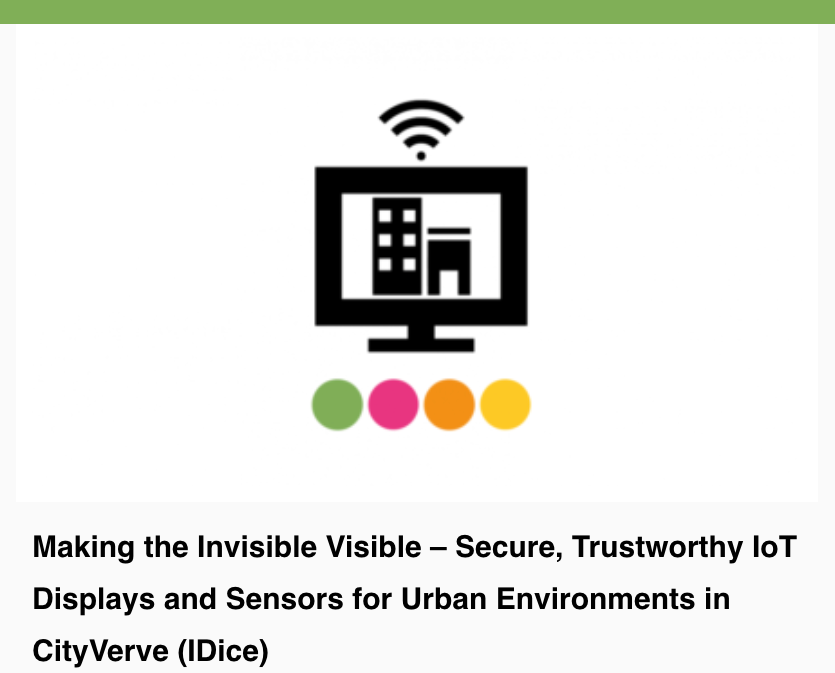 Making the Invisible Visible – Secure, Trustworthy IoT
Displays and Sensors for Urban Environments in
CityVerve (IDice)